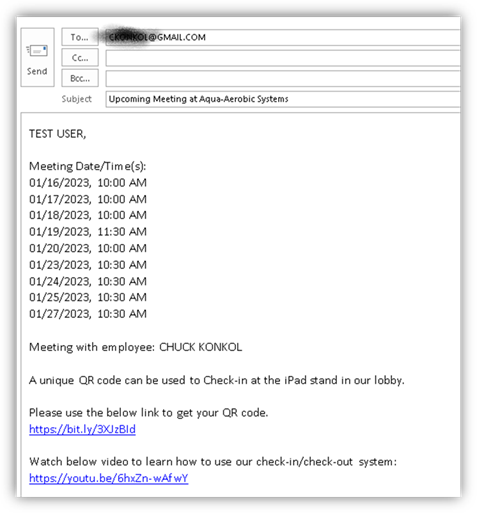 To...
CKONKOL@GMAIL.COM
Cc...
Send
Bcc...
Subject Upcoming Meeting at Aqua-Aerobic Systems
TEST USER,
Meeting Date/Time(s):
01/16/2023, 10:00 AM
01/17/2023, 10:00 AM
01/18/2023, 10:00 AM
01/19/2023, 11:30 AM
01/20/2023, 10:00 AM
01/23/2023, 10:30 AM
01/24/2023, 10:30 AM
01/25/2023, 10:30 AM
01/27/2023, 10:30 AM
Meeting with employee: CHUCK KONKOL
A unique QR code can be used to Check-in at the iPad stand in our lobby.
Please use the below link to get your QR code.
https://bit.ly/3XJzBId
Watch below video to learn how to use our check-in/check-out system:
https://youtu.be/6hxZn-wAfwY